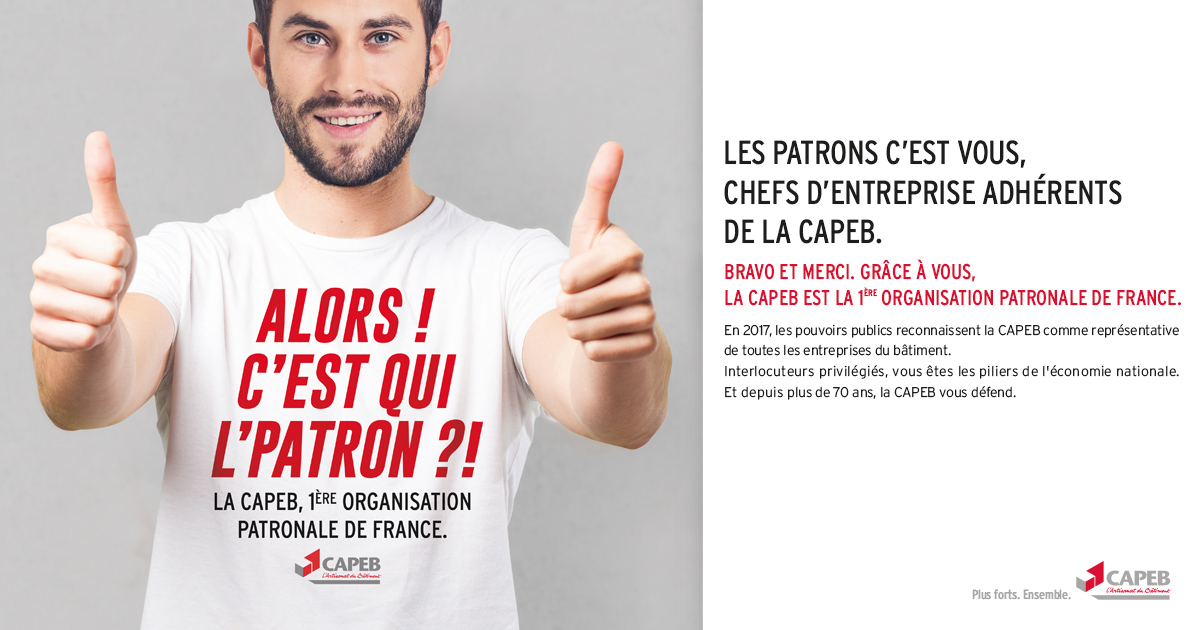 ALORS !
C'EST QUI
L'PATRON ?!
LA CAPEB, 1ÈRE ORGANISATION
PATRONALE DE FRANCE.
CAPEB
L'Artisanat du Bâtiment
LES PATRONS C'EST VOUS,
CHEFS D'ENTREPRISE ADHÉRENTS
DE LA CAPEB.
BRAVO ET MERCI. GRÂCE À VOUS,
LA CAPEB EST LA 1ÈRE ORGANISATION PATRONALE DE FRANCE.
En 2017, les pouvoirs publics reconnaissent la CAPEB comme représentative
de toutes les entreprises du bâtiment.
Interlocuteurs privilégiés, vous êtes les piliers de l'économie nationale.
Et depuis plus de 70 ans, la CAPEB vous défend.
Plus forts. Ensemble.
CAPEB
L'Artisanat du Bâtiment